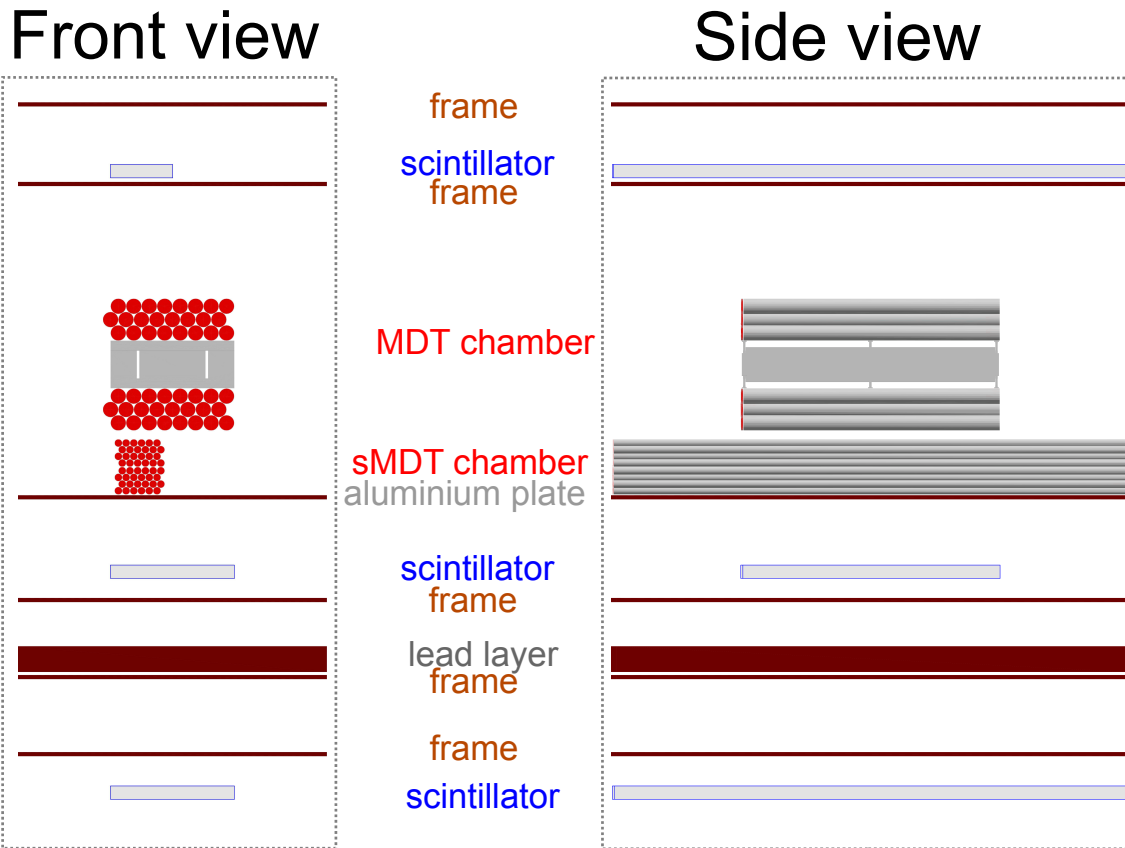 Front view
Side view
frame
scintillator
frame
MDT chamber
sMDT chamber
aluminium plate
scintillator
frame
lead layer
frame
frame
scintillator